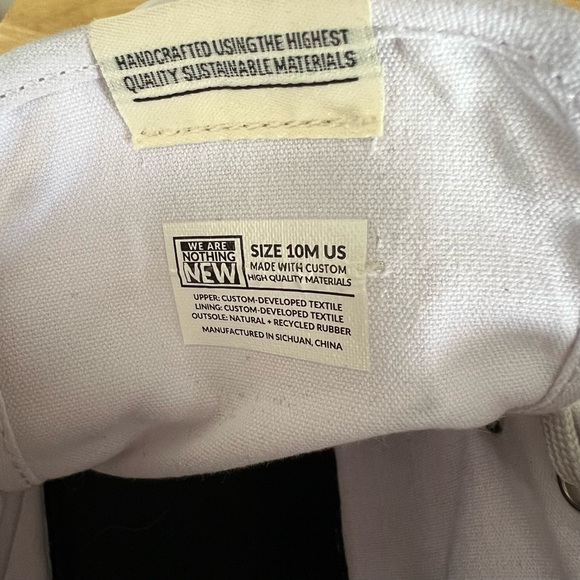 HANDCRAFTED USING THE HIGHEST
QUALITY SUSTAINABLE MATERIALS
WE ARE
NOTHING
NEW
SIZE 10M US
MADE WITH CUSTOM
HIGH QUALITY MATERIALS
UPPER: CUSTOM-DEVELOPED TEXTILE
LINING: CUSTOM-DEVELOPED TEXTILE
OUTSOLE: NATURAL + RECYCLED RUBBER
MANUFACTURED IN SICHUAN, CHINA